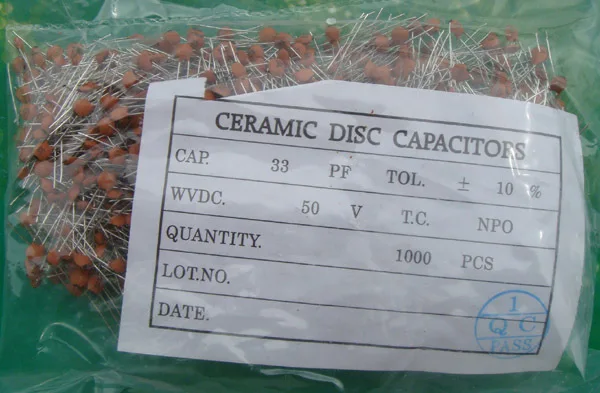 CERAMIC DISC CAPACITORS
CAP. 33 PF TOL. ± 10 %
WVDC. 50 V T.C. NPO
QUANTITY. 1000 PCS
LOT.NO.
DATE.
1
Q C
PASS